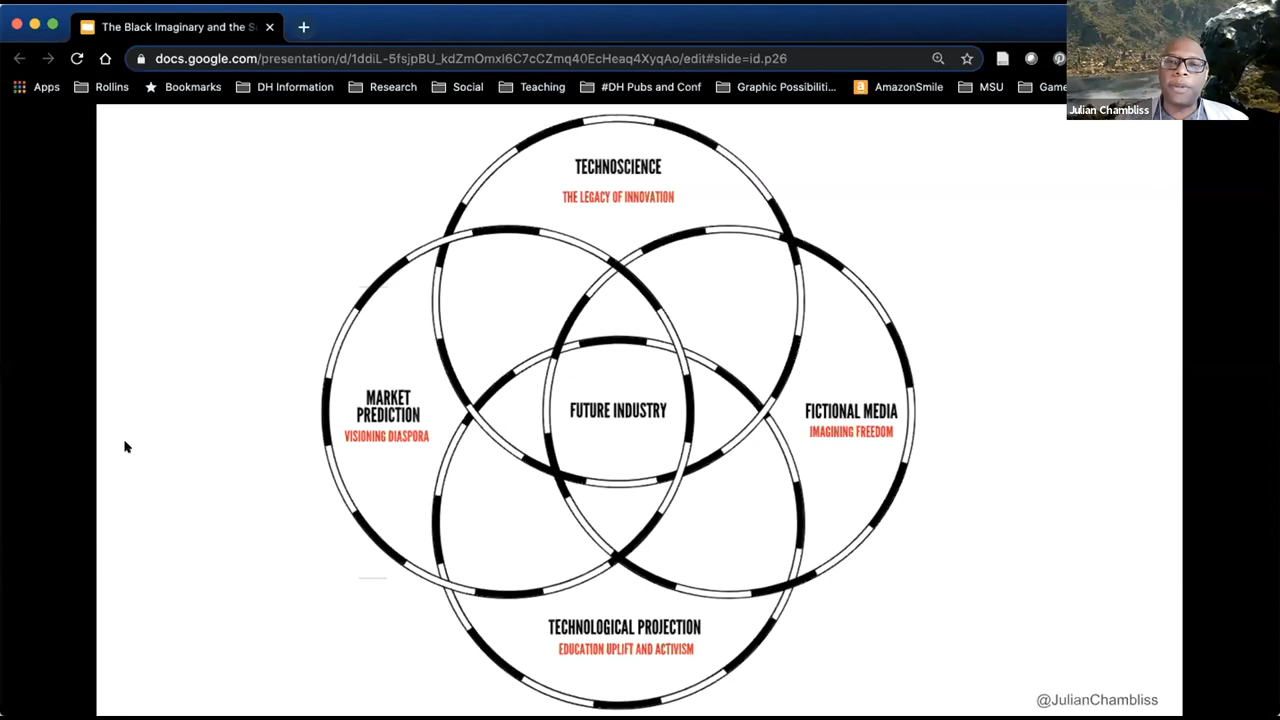 The Black Imaginary and the S
docs.google.com/presentation/d/1ddiL-5fsjpBU_kdZmOmxl6C7cCZmq40EcHeaq4XyqAo/edit#slide=id.p26
Apps Rollins Bookmarks DH Information Research Social Teaching #DH Pubs and Conf Graphic Possibiliti... AmazonSmile MSU Game
Julian Chambliss
TECHNOSCIENCE
THE LEGACY OF INNOVATION
MARKET
PREDICTION
VISIONING DIASPORA
FUTURE INDUSTRY
FICTIONAL MEDIA
IMAGINING FREEDOM
TECHNOLOGICAL PROJECTION
EDUCATION UPLIFT AND ACTIVISM
@JulianChambliss